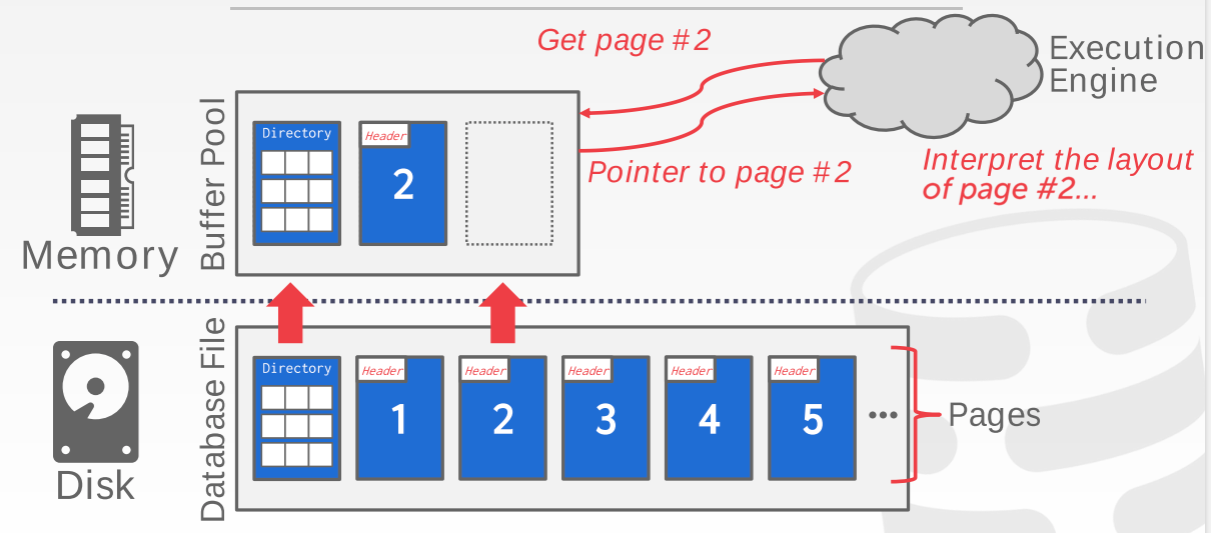 Get page #2
Execution
Engine
Buffer Pool
Directory
Header
2
Pointer to page #2
Interpret the layout
of page #2...
Memory
Database File
Directory
Header
1
Header
2
Header
3
Header
4
Header
5
...
Pages
Disk